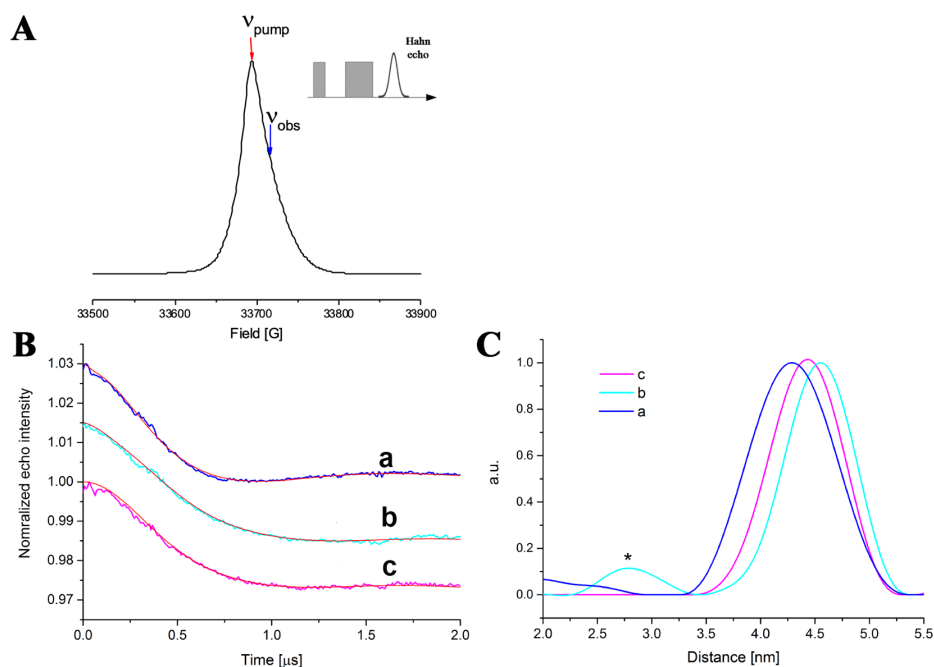 A
νpump
Hahn
echo
νobs
33500 33600 33700 33800 33900
Field [G]
B
1.03
1.02
1.01
1.00
0.99
0.98
0.97
Nomralized echo intensity
a
b
c
0.0 0.5 1.0 1.5 2.0
Time [μs]
C
1.0
0.8
0.6
0.4
0.2
0.0
a.u.
c
b
a
*
2.0 2.5 3.0 3.5 4.0 4.5 5.0 5.5
Distance [nm]